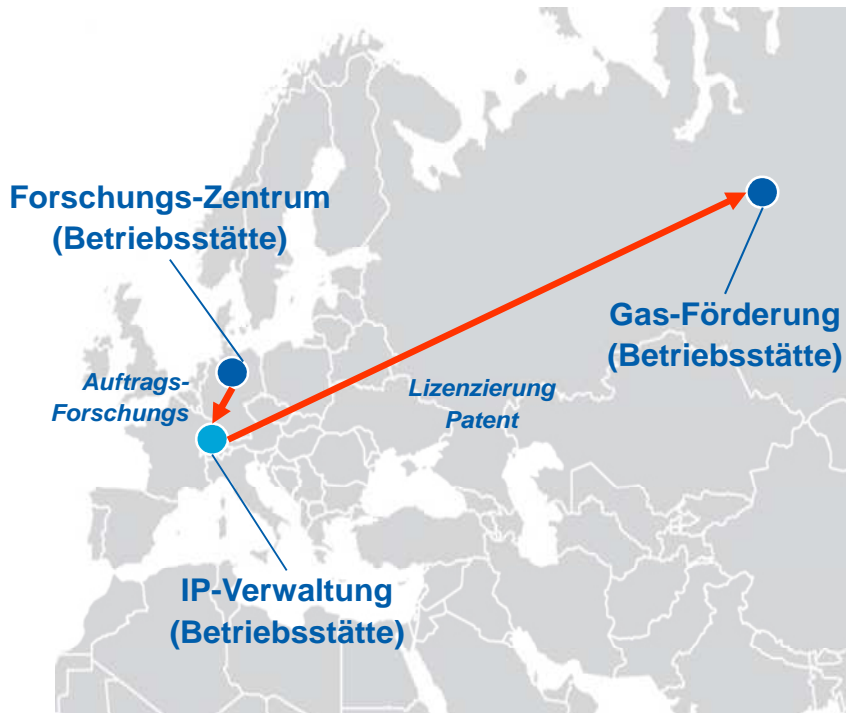 Forschungs-Zentrum
(Betriebsstätte)
Gas-Förderung
(Betriebsstätte)
Auftrags-
Forschungs
Lizenzierung
Patent
IP-Verwaltung
(Betriebsstätte)